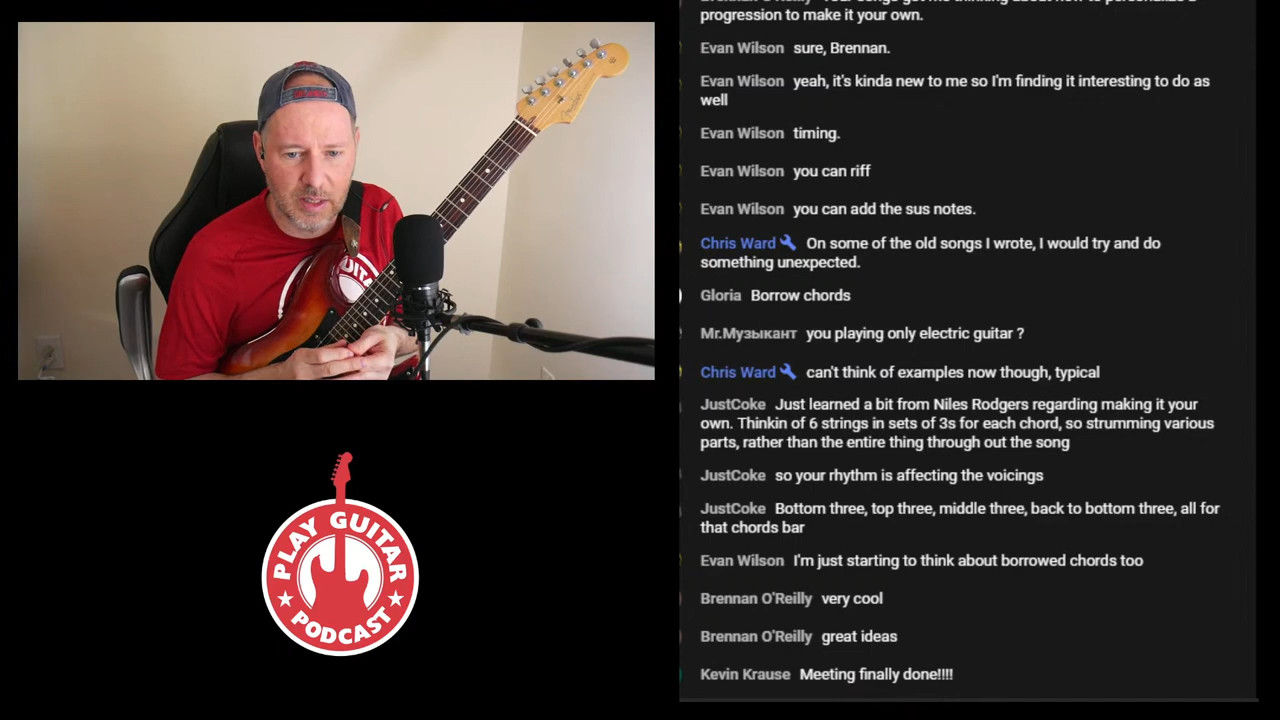 progression to make it your own.
Evan Wilson sure, Brennan.
Evan Wilson yeah, it's kinda new to me so I'm finding it interesting to do as
well
Evan Wilson timing.
Evan Wilson you can riff
Evan Wilson you can add the sus notes.
Chris Ward On some of the old songs I wrote, I would try and do
something unexpected.
Gloria Borrow chords
Mr.Музыкант you playing only electric guitar ?
Chris Ward can't think of examples now though, typical
JustCoke Just learned a bit from Niles Rodgers regarding making it your
own. Thinkin of 6 strings in sets of 3s for each chord, so strumming various
parts, rather than the entire thing through out the song
JustCoke so your rhythm is affecting the voicings
JustCoke Bottom three, top three, middle three, back to bottom three, all for
that chords bar
Evan Wilson I'm just starting to think about borrowed chords too
Brennan O'Reilly very cool
Brennan O'Reilly great ideas
Kevin Krause Meeting finally done!!!!
Fender
PLAY GUITAR
PODCAST